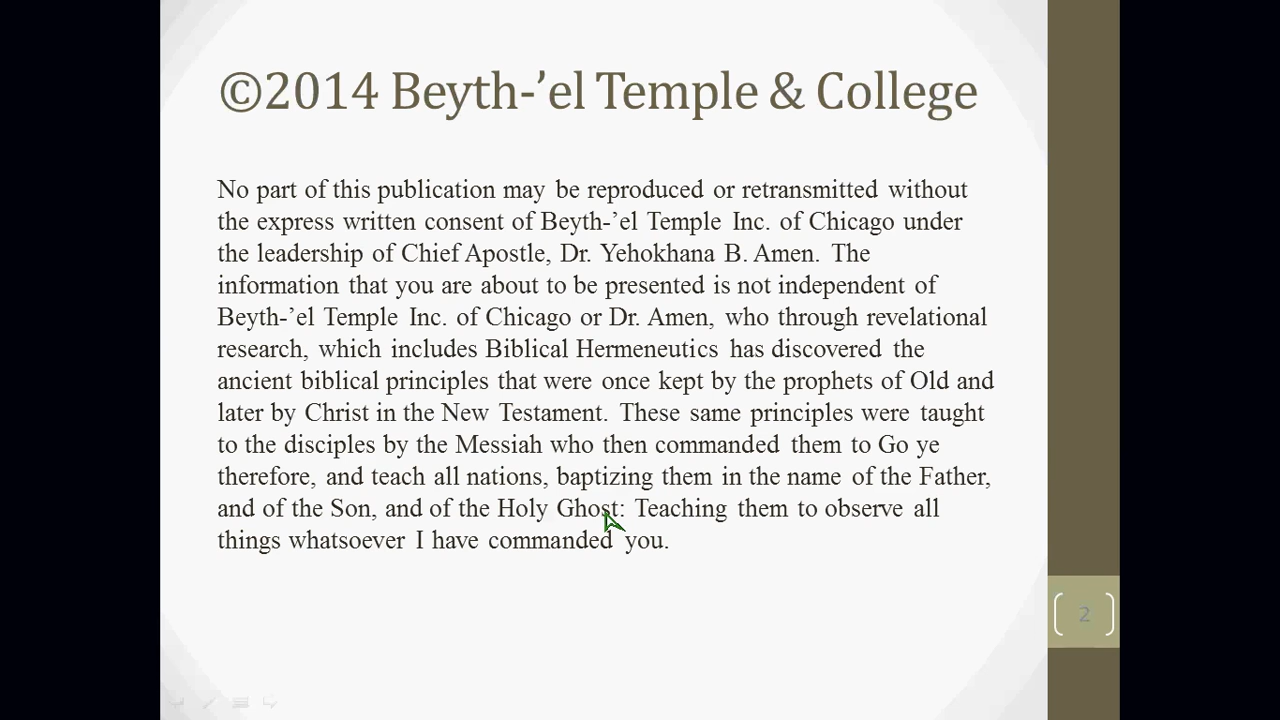 ©2014 Beyth-’el Temple & College
No part of this publication may be reproduced or retransmitted without
the express written consent of Beyth-’el Temple Inc. of Chicago under
the leadership of Chief Apostle, Dr. Yehokhana B. Amen. The
information that you are about to be presented is not independent of
Beyth-’el Temple Inc. of Chicago or Dr. Amen, who through revelational
research, which includes Biblical Hermeneutics has discovered the
ancient biblical principles that were once kept by the prophets of Old and
later by Christ in the New Testament. These same principles were taught
to the disciples by the Messiah who then commanded them to Go ye
therefore, and teach all nations, baptizing them in the name of the Father,
and of the Son, and of the Holy Ghost: Teaching them to observe all
things whatsoever I have commanded you.
2